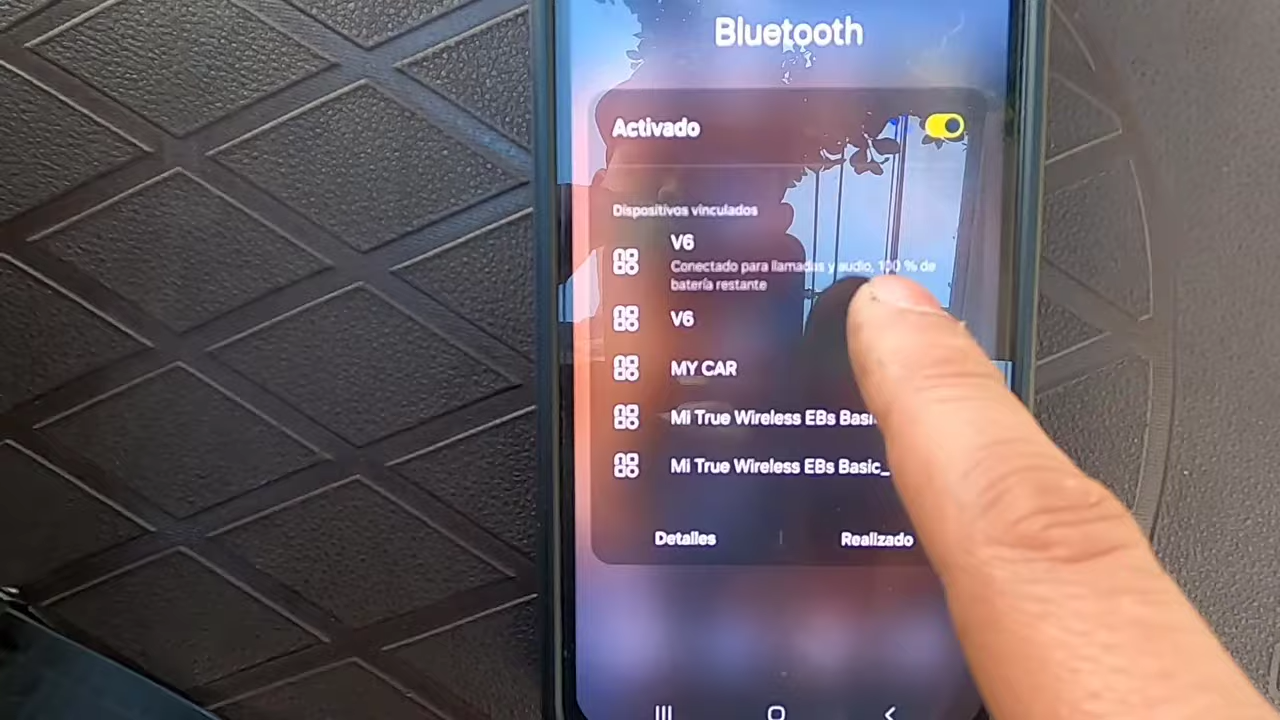 Bluetooth
Activado
Dispositivos vinculados
V6
Conectado para llamadas y audio, 100 % de
batería restante
V6
MY CAR
Mi True Wireless EBs Basi
Mi True Wireless EBs Basic_
Detalles
Realizado